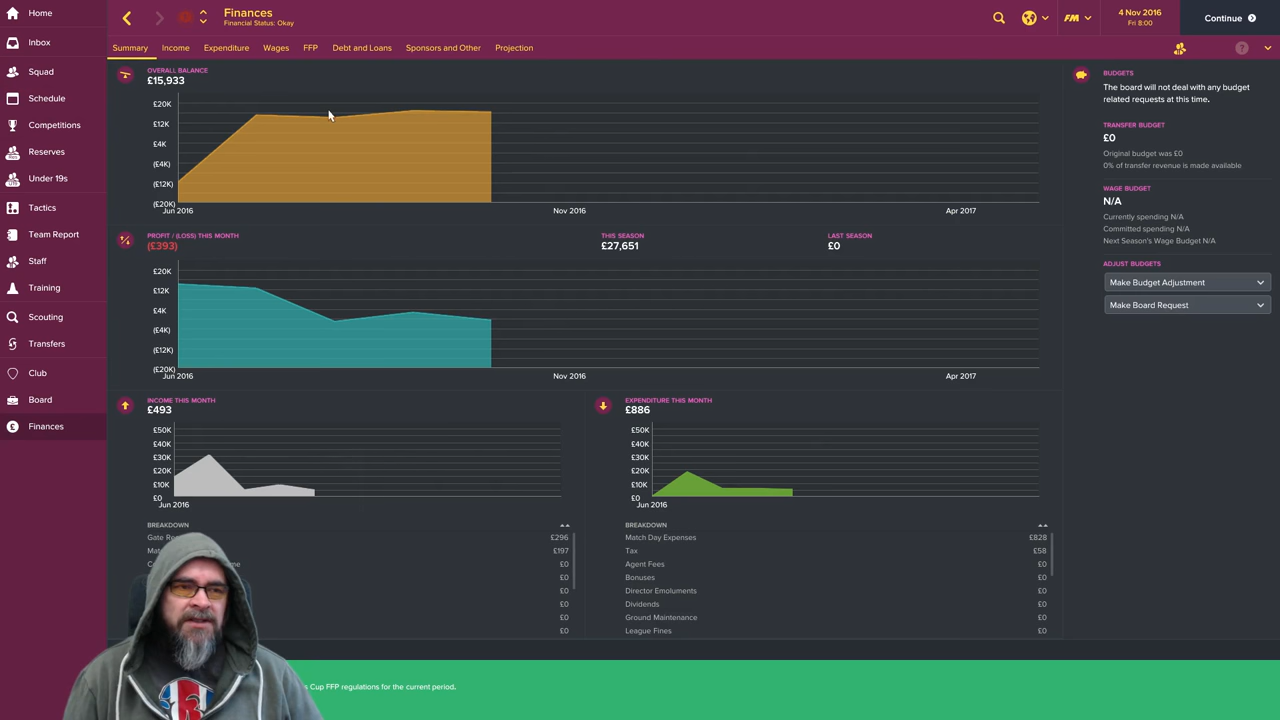 Home
Inbox
Squad
Schedule
Competitions
Reserves
Under 19s
Tactics
Team Report
Staff
Training
Scouting
Transfers
Club
Board
Finances
Finances
Financial Status: Okay
FM
4 Nov 2016
Fri 8:00
Continue
Summary
Income
Expenditure
Wages
FFP
Debt and Loans
Sponsors and Other
Projection
OVERALL BALANCE
£15,933
£20K
£12K
£4K
(£4K)
(£12K)
(£20K)
Jun 2016
Nov 2016
Apr 2017
PROFIT / (LOSS) THIS MONTH
(£393)
THIS SEASON
£27,651
LAST SEASON
£0
£20K
£12K
£4K
(£4K)
(£12K)
(£20K)
Jun 2016
Nov 2016
Apr 2017
INCOME THIS MONTH
£493
£50K
£40K
£30K
£20K
£10K
£0
Jun 2016
BREAKDOWN
Gate
£296
£197
£0
£0
£0
£0
£0
£0
EXPENDITURE THIS MONTH
£886
£50K
£40K
£30K
£20K
£10K
£0
Jun 2016
BREAKDOWN
Match Day Expenses £828
Tax £58
Agent Fees £0
Bonuses £0
Director Emoluments £0
Dividends £0
Ground Maintenance £0
League Fines £0
BUDGETS
The board will not deal with any budget
related requests at this time.
TRANSFER BUDGET
£0
Original budget was £0
0% of transfer revenue is made available
WAGE BUDGET
N/A
Currently spending N/A
Committed spending N/A
Next Season's Wage Budget N/A
ADJUST BUDGETS
Make Budget Adjustment
Make Board Request
Cup FFP regulations for the current period.